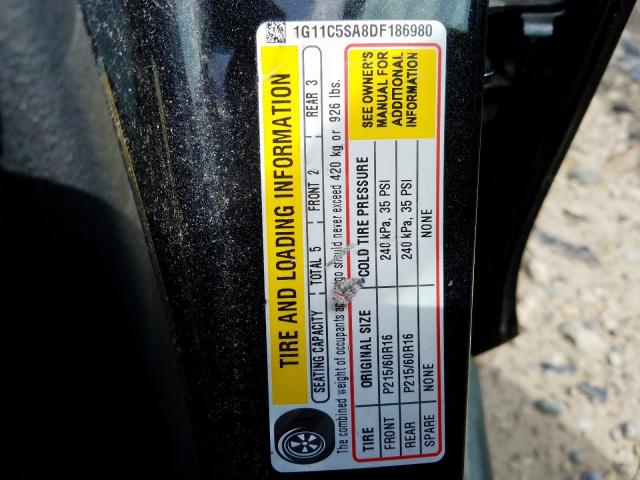 1G11C5SA8DF186980
TIRE AND LOADING INFORMATION
SEATING CAPACITY TOTAL 5 FRONT 2 REAR 3
The combined weight of occupants and cargo should never exceed 420 kg or 926 lbs.
TIRE ORIGINAL SIZE COLD TIRE PRESSURE
FRONT P215/60R16 240 kPa, 35 PSI
REAR P215/60R16 240 kPa, 35 PSI
SPARE NONE NONE
SEE OWNER'S
MANUAL FOR
ADDITIONAL
INFORMATION